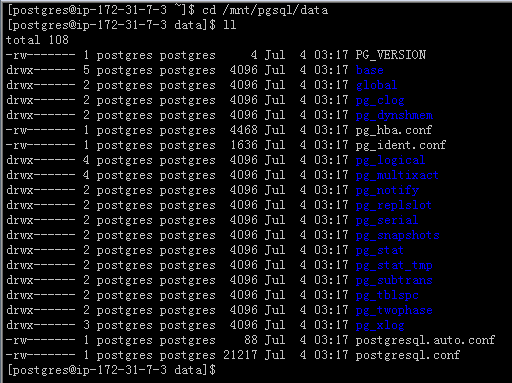 [postgres@ip-172-31-7-3 ~]$ cd /mnt/pgsql/data
[postgres@ip-172-31-7-3 data]$ ll
total 108
-rw------- 1 postgres postgres     4 Jul  4 03:17 PG_VERSION
drwx------ 5 postgres postgres  4096 Jul  4 03:17 base
drwx------ 2 postgres postgres  4096 Jul  4 03:17 global
drwx------ 2 postgres postgres  4096 Jul  4 03:17 pg_clog
drwx------ 2 postgres postgres  4096 Jul  4 03:17 pg_dynshmem
-rw------- 1 postgres postgres  4468 Jul  4 03:17 pg_hba.conf
-rw------- 1 postgres postgres  1636 Jul  4 03:17 pg_ident.conf
drwx------ 4 postgres postgres  4096 Jul  4 03:17 pg_logical
drwx------ 4 postgres postgres  4096 Jul  4 03:17 pg_multixact
drwx------ 2 postgres postgres  4096 Jul  4 03:17 pg_notify
drwx------ 2 postgres postgres  4096 Jul  4 03:17 pg_replslot
drwx------ 2 postgres postgres  4096 Jul  4 03:17 pg_serial
drwx------ 2 postgres postgres  4096 Jul  4 03:17 pg_snapshots
drwx------ 2 postgres postgres  4096 Jul  4 03:17 pg_stat
drwx------ 2 postgres postgres  4096 Jul  4 03:17 pg_stat_tmp
drwx------ 2 postgres postgres  4096 Jul  4 03:17 pg_subtrans
drwx------ 2 postgres postgres  4096 Jul  4 03:17 pg_tblspc
drwx------ 2 postgres postgres  4096 Jul  4 03:17 pg_twophase
drwx------ 3 postgres postgres  4096 Jul  4 03:17 pg_xlog
-rw------- 1 postgres postgres    88 Jul  4 03:17 postgresql.auto.conf
-rw------- 1 postgres postgres 21217 Jul  4 03:17 postgresql.conf
[postgres@ip-172-31-7-3 data]$